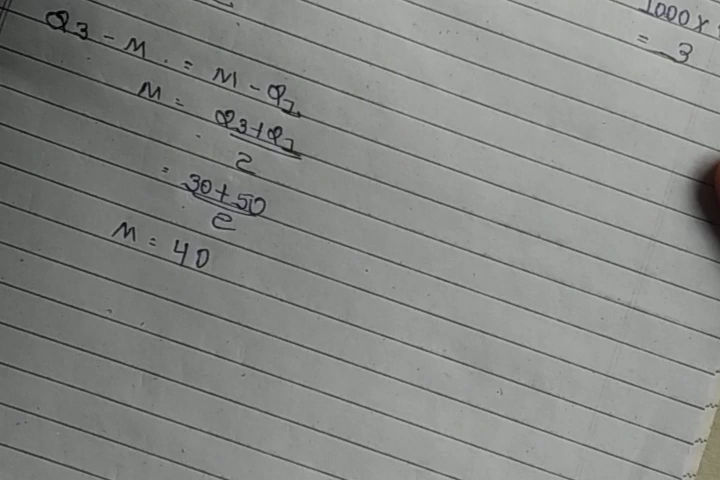 1000 x
= 3
Q3 - M = M - Q1
M = Q3 + Q1
2
= 30 + 50
2
M = 40